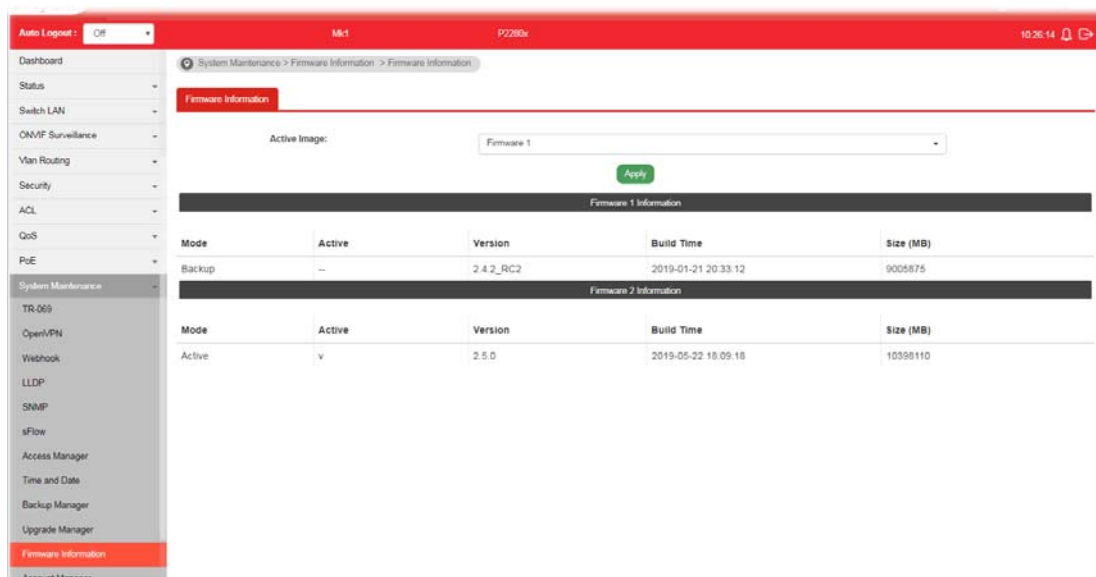 Auto Logout : Off Mk1 P2280x 10:26:14
Dashboard
Status
Switch LAN
ONVIF Surveillance
Vlan Routing
Security
ACL
QoS
PoE
System Maintenance
TR-069
OpenVPN
Webhook
LLDP
SNMP
sFlow
Access Manager
Time and Date
Backup Manager
Upgrade Manager
Firmware Information
Account Manager
System Maintenance > Firmware Information > Firmware Information
Firmware Information
Active Image: Firmware 1
Apply
Firmware 1 Information
Mode Active Version Build Time Size (MB)
Backup -- 2.4.2_RC2 2019-01-21 20:33:12 9005875
Firmware 2 Information
Mode Active Version Build Time Size (MB)
Active v 2.5.0 2019-05-22 18:09:18 10398110